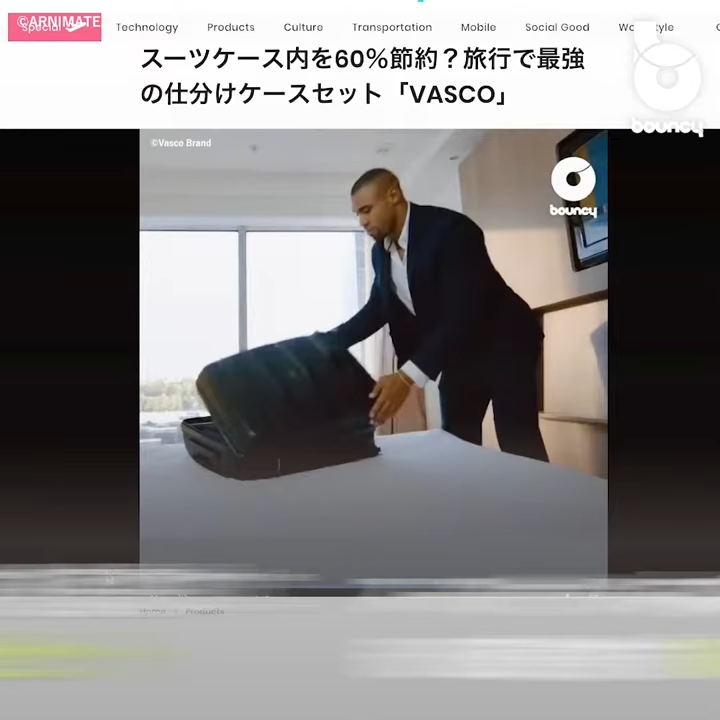 ©ARNIMATE
Special Technology Products Culture Transportation Mobile Social Good
スーツケース内を60%節約？旅行で最強
の仕分けケースセット「VASCO」
bouncy
©Vasco Brand
bouncy
Home > Products